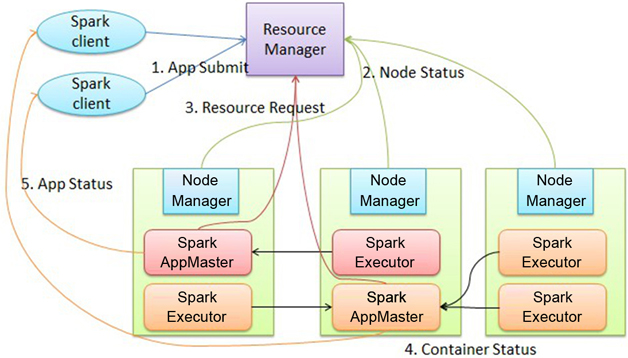 Spark
client
Resource
Manager
1. App Submit
2. Node Status
Spark
client
3. Resource Request
5. App Status
Node
Manager
Node
Manager
Node
Manager
Spark
AppMaster
Spark
Executor
Spark
Executor
Spark
Executor
Spark
AppMaster
Spark
Executor
4. Container Status